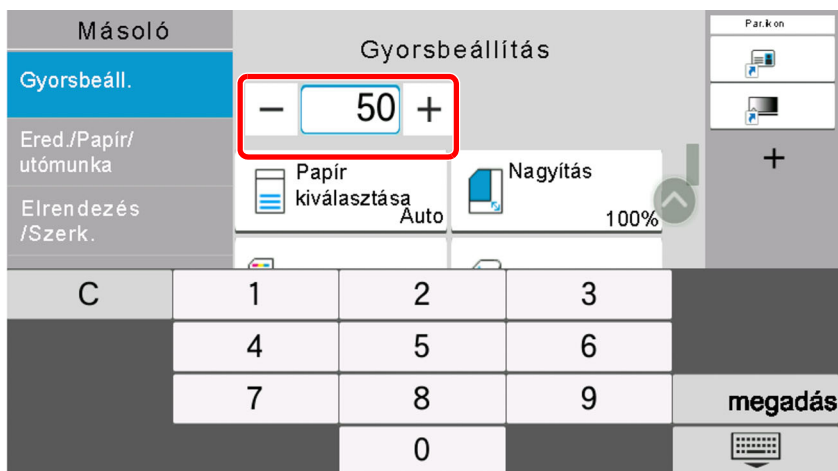 Másoló
Gyorsbeáll.
Ered./Papír/
utómunka
Elrendezés
/Szerk.
Gyorsbeállítás
− 50 +
Papír
kiválasztása
Auto
Nagyítás
100%
Par.ikon
+
C 1 2 3
4 5 6
7 8 9 megadás
0